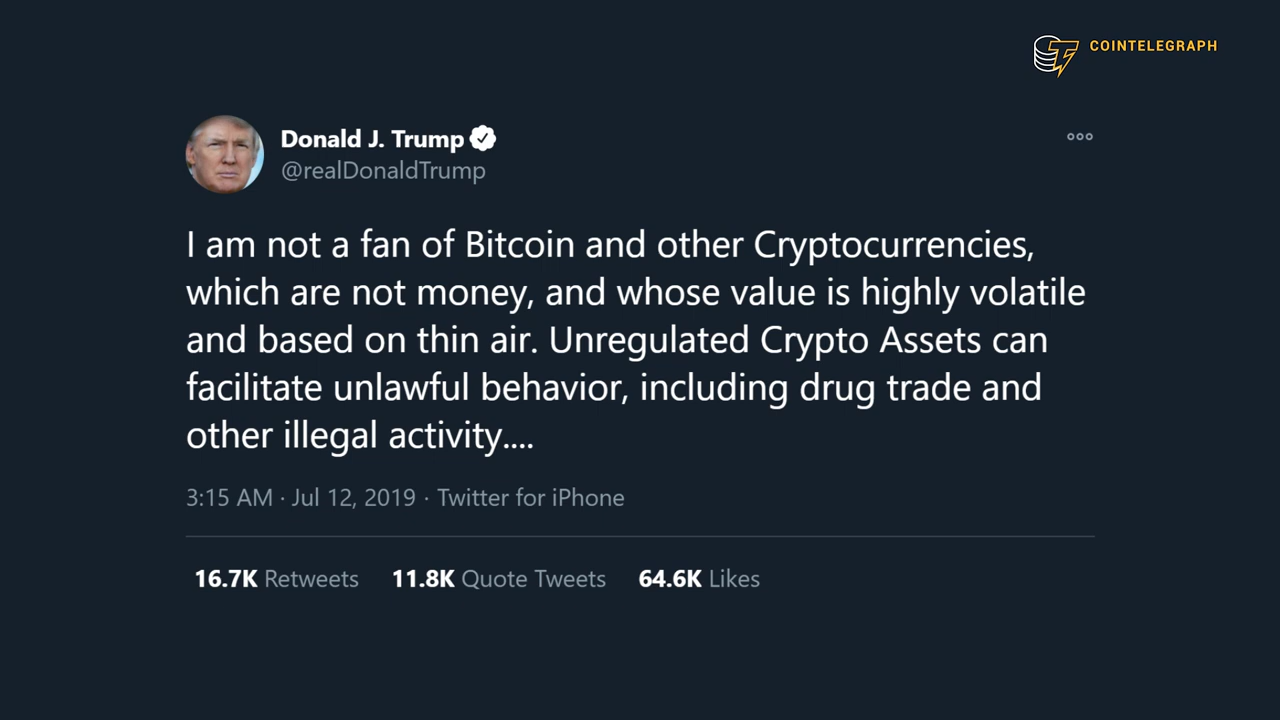 COINTELEGRAPH
Donald J. Trump
@realDonaldTrump
I am not a fan of Bitcoin and other Cryptocurrencies,
which are not money, and whose value is highly volatile
and based on thin air. Unregulated Crypto Assets can
facilitate unlawful behavior, including drug trade and
other illegal activity....
3:15 AM · Jul 12, 2019 · Twitter for iPhone
16.7K Retweets 11.8K Quote Tweets 64.6K Likes